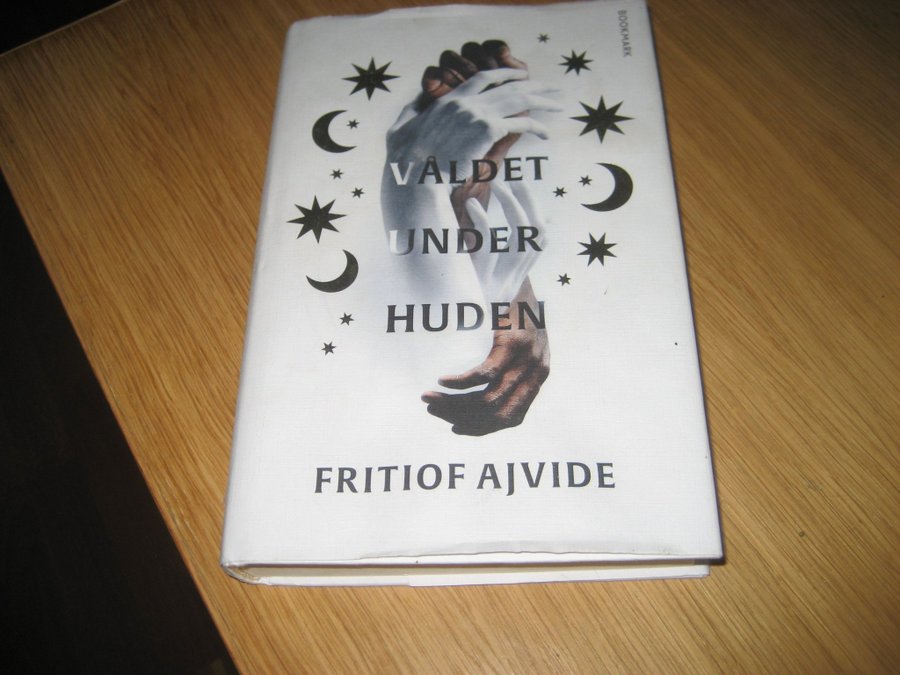 BOOKMARK
VÅLDET
UNDER
HUDEN
FRITIOF AJVIDE